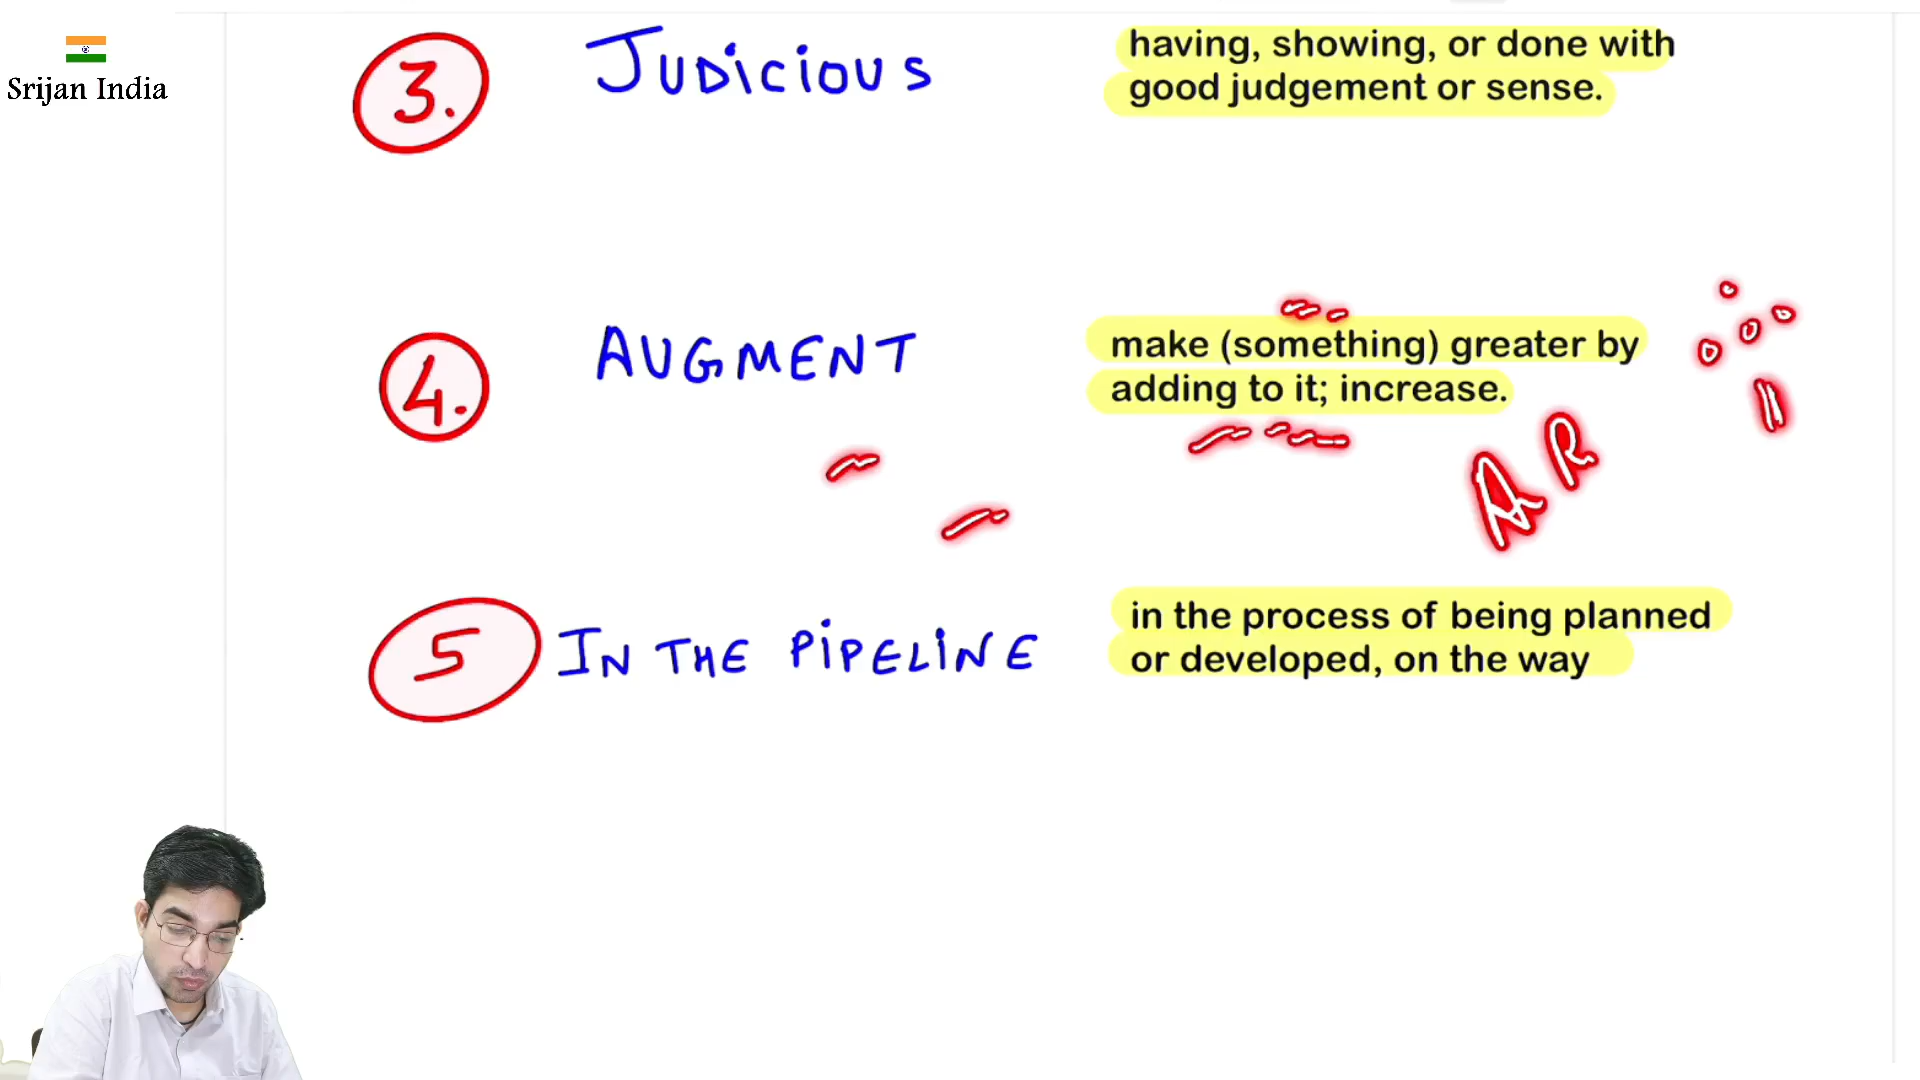 Srijan India
3. JUDiCiOUS
having, showing, or done with
good judgement or sense.
4. AUGMENT
make (something) greater by
adding to it; increase.
AR
5 IN THE PiPELiNE
in the process of being planned
or developed, on the way